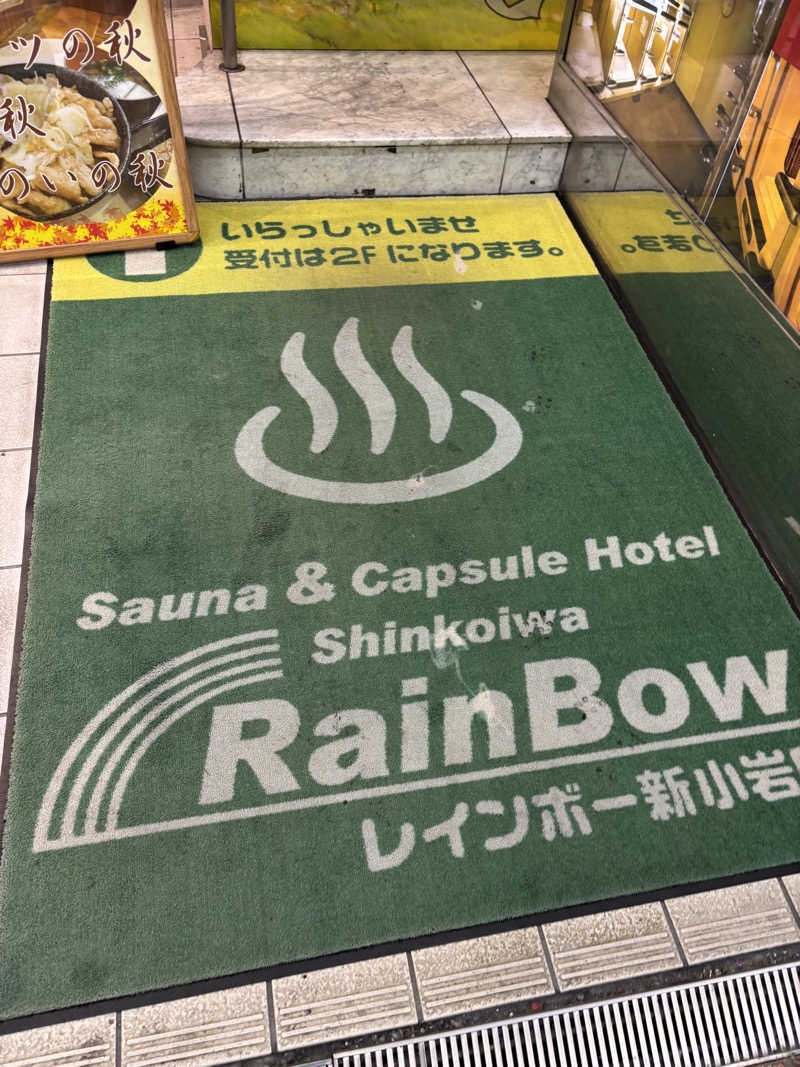 ツの秋
秋
のいの秋
いらっしゃいませ
受付は2Fになります。
Sauna & Capsule Hotel
Shinkoiwa
RainBow
レインボー新小岩